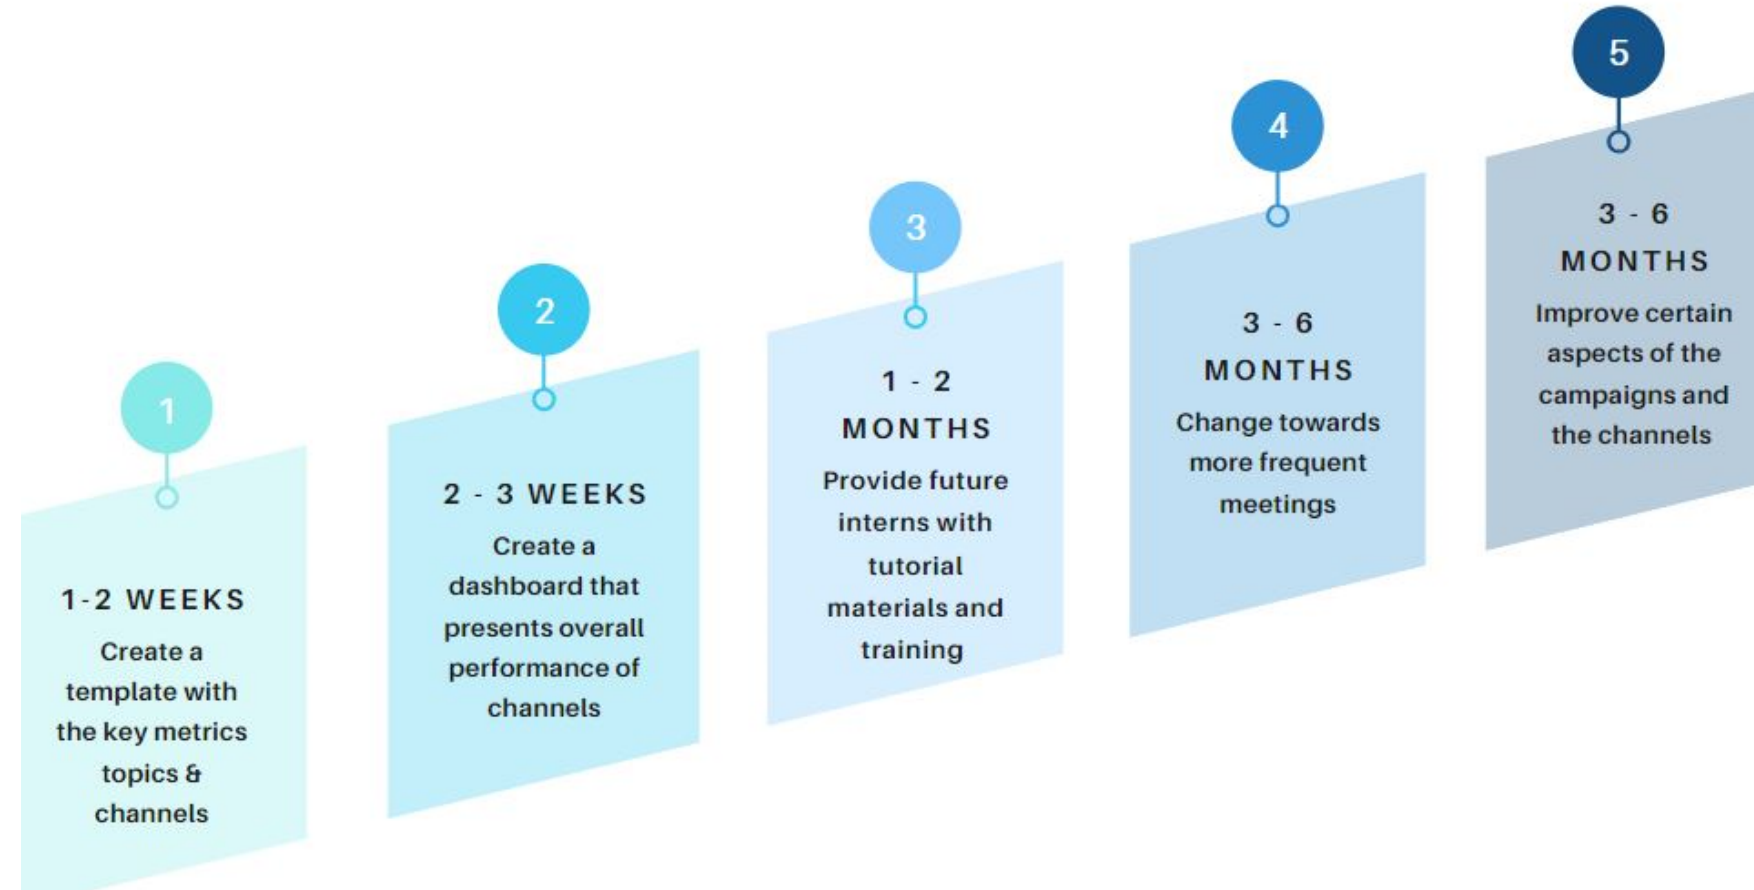 1
1-2 WEEKS
Create a
template with
the key metrics
topics &
channels
2
2 - 3 WEEKS
Create a
dashboard that
presents overall
performance of
channels
3
1 - 2
MONTHS
Provide future
interns with
tutorial
materials and
training
4
3 - 6
MONTHS
Change towards
more frequent
meetings
5
3 - 6
MONTHS
Improve certain
aspects of the
campaigns and
the channels